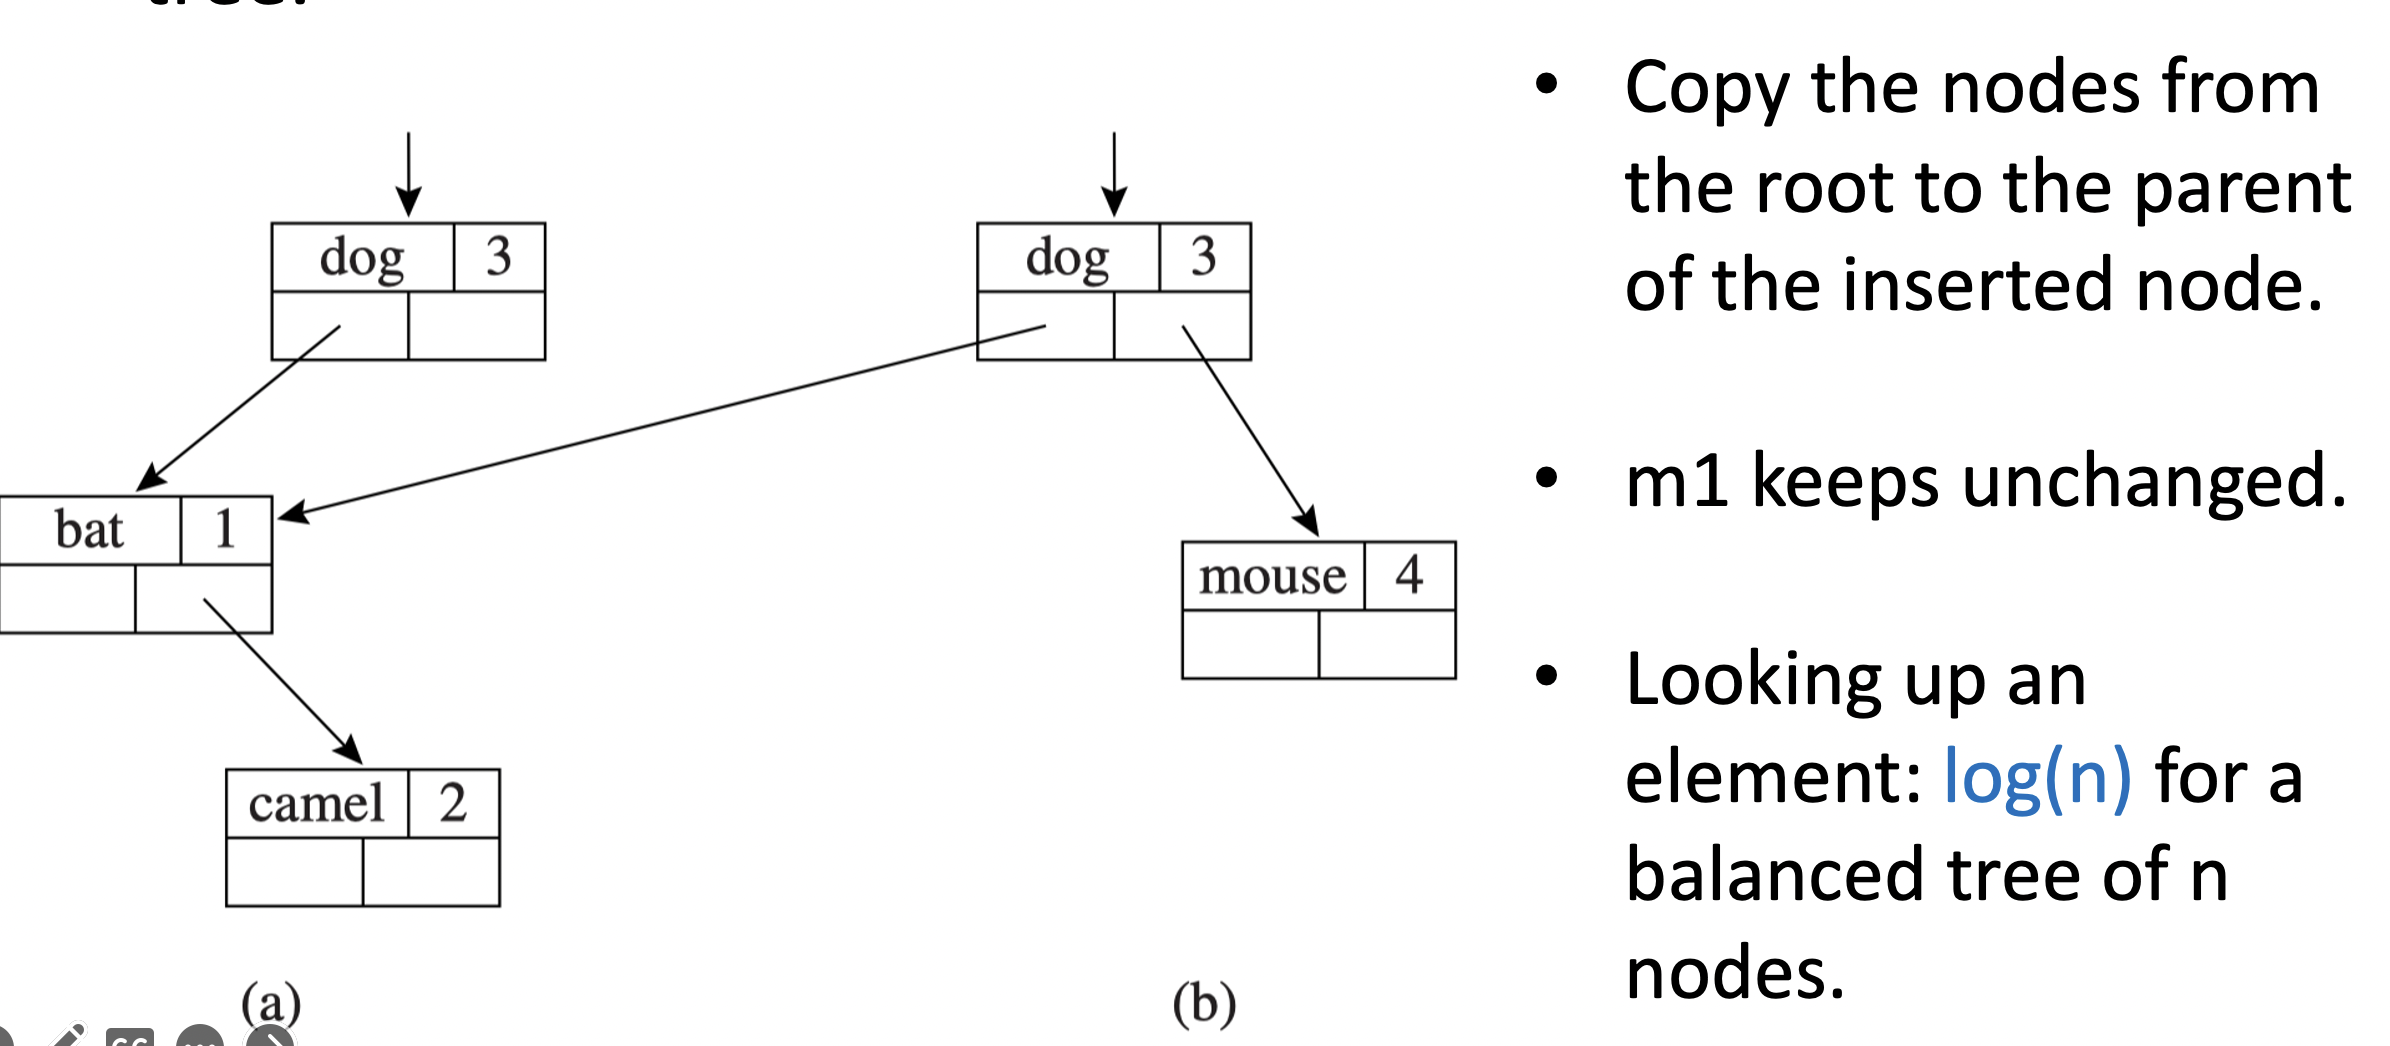 tree.
dog 3
dog 3
bat 1
mouse 4
camel 2
(a)
(b)
• Copy the nodes from
the root to the parent
of the inserted node.
• m1 keeps unchanged.
• Looking up an
element: log(n) for a
balanced tree of n
nodes.